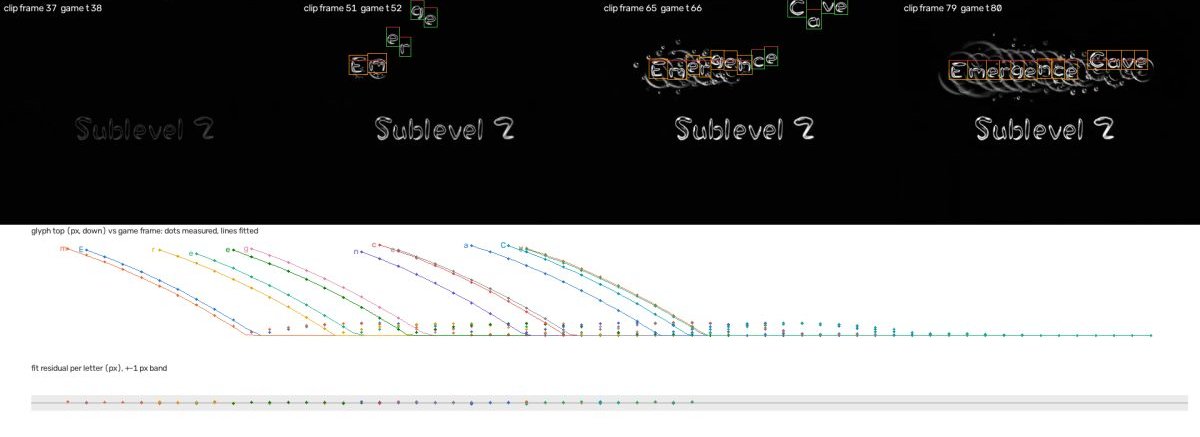 clip frame 37 game t 38
clip frame 51 game t 52
clip frame 65 game t 66
clip frame 79 game t 80
E m e r g e
Emergence C a v e
Emergence Cave
Sublevel 2
Sublevel 2
Sublevel 2
Sublevel 2
glyph top (px, down) vs game frame: dots measured, lines fitted
m E r e e g n c a C
fit residual per letter (px), +-1 px band